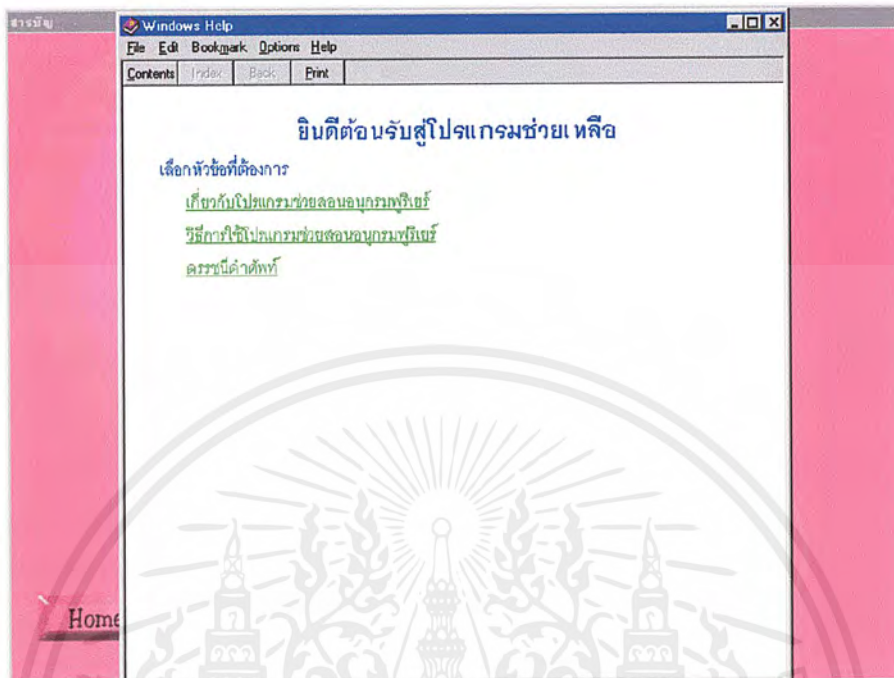 สารบัญ
Windows Help
File Edit Bookmark Options Help
Contents Index Back Print
ยินดีต้อนรับสู่โปรแกรมช่วยเหลือ
เลือกหัวข้อที่ต้องการ
เกี่ยวกับโปรแกรมช่วยสอนอนุกรมฟูริเยร์
วิธีการใช้โปรแกรมช่วยสอนอนุกรมฟูริเยร์
ดรรชนีคำศัพท์
Home